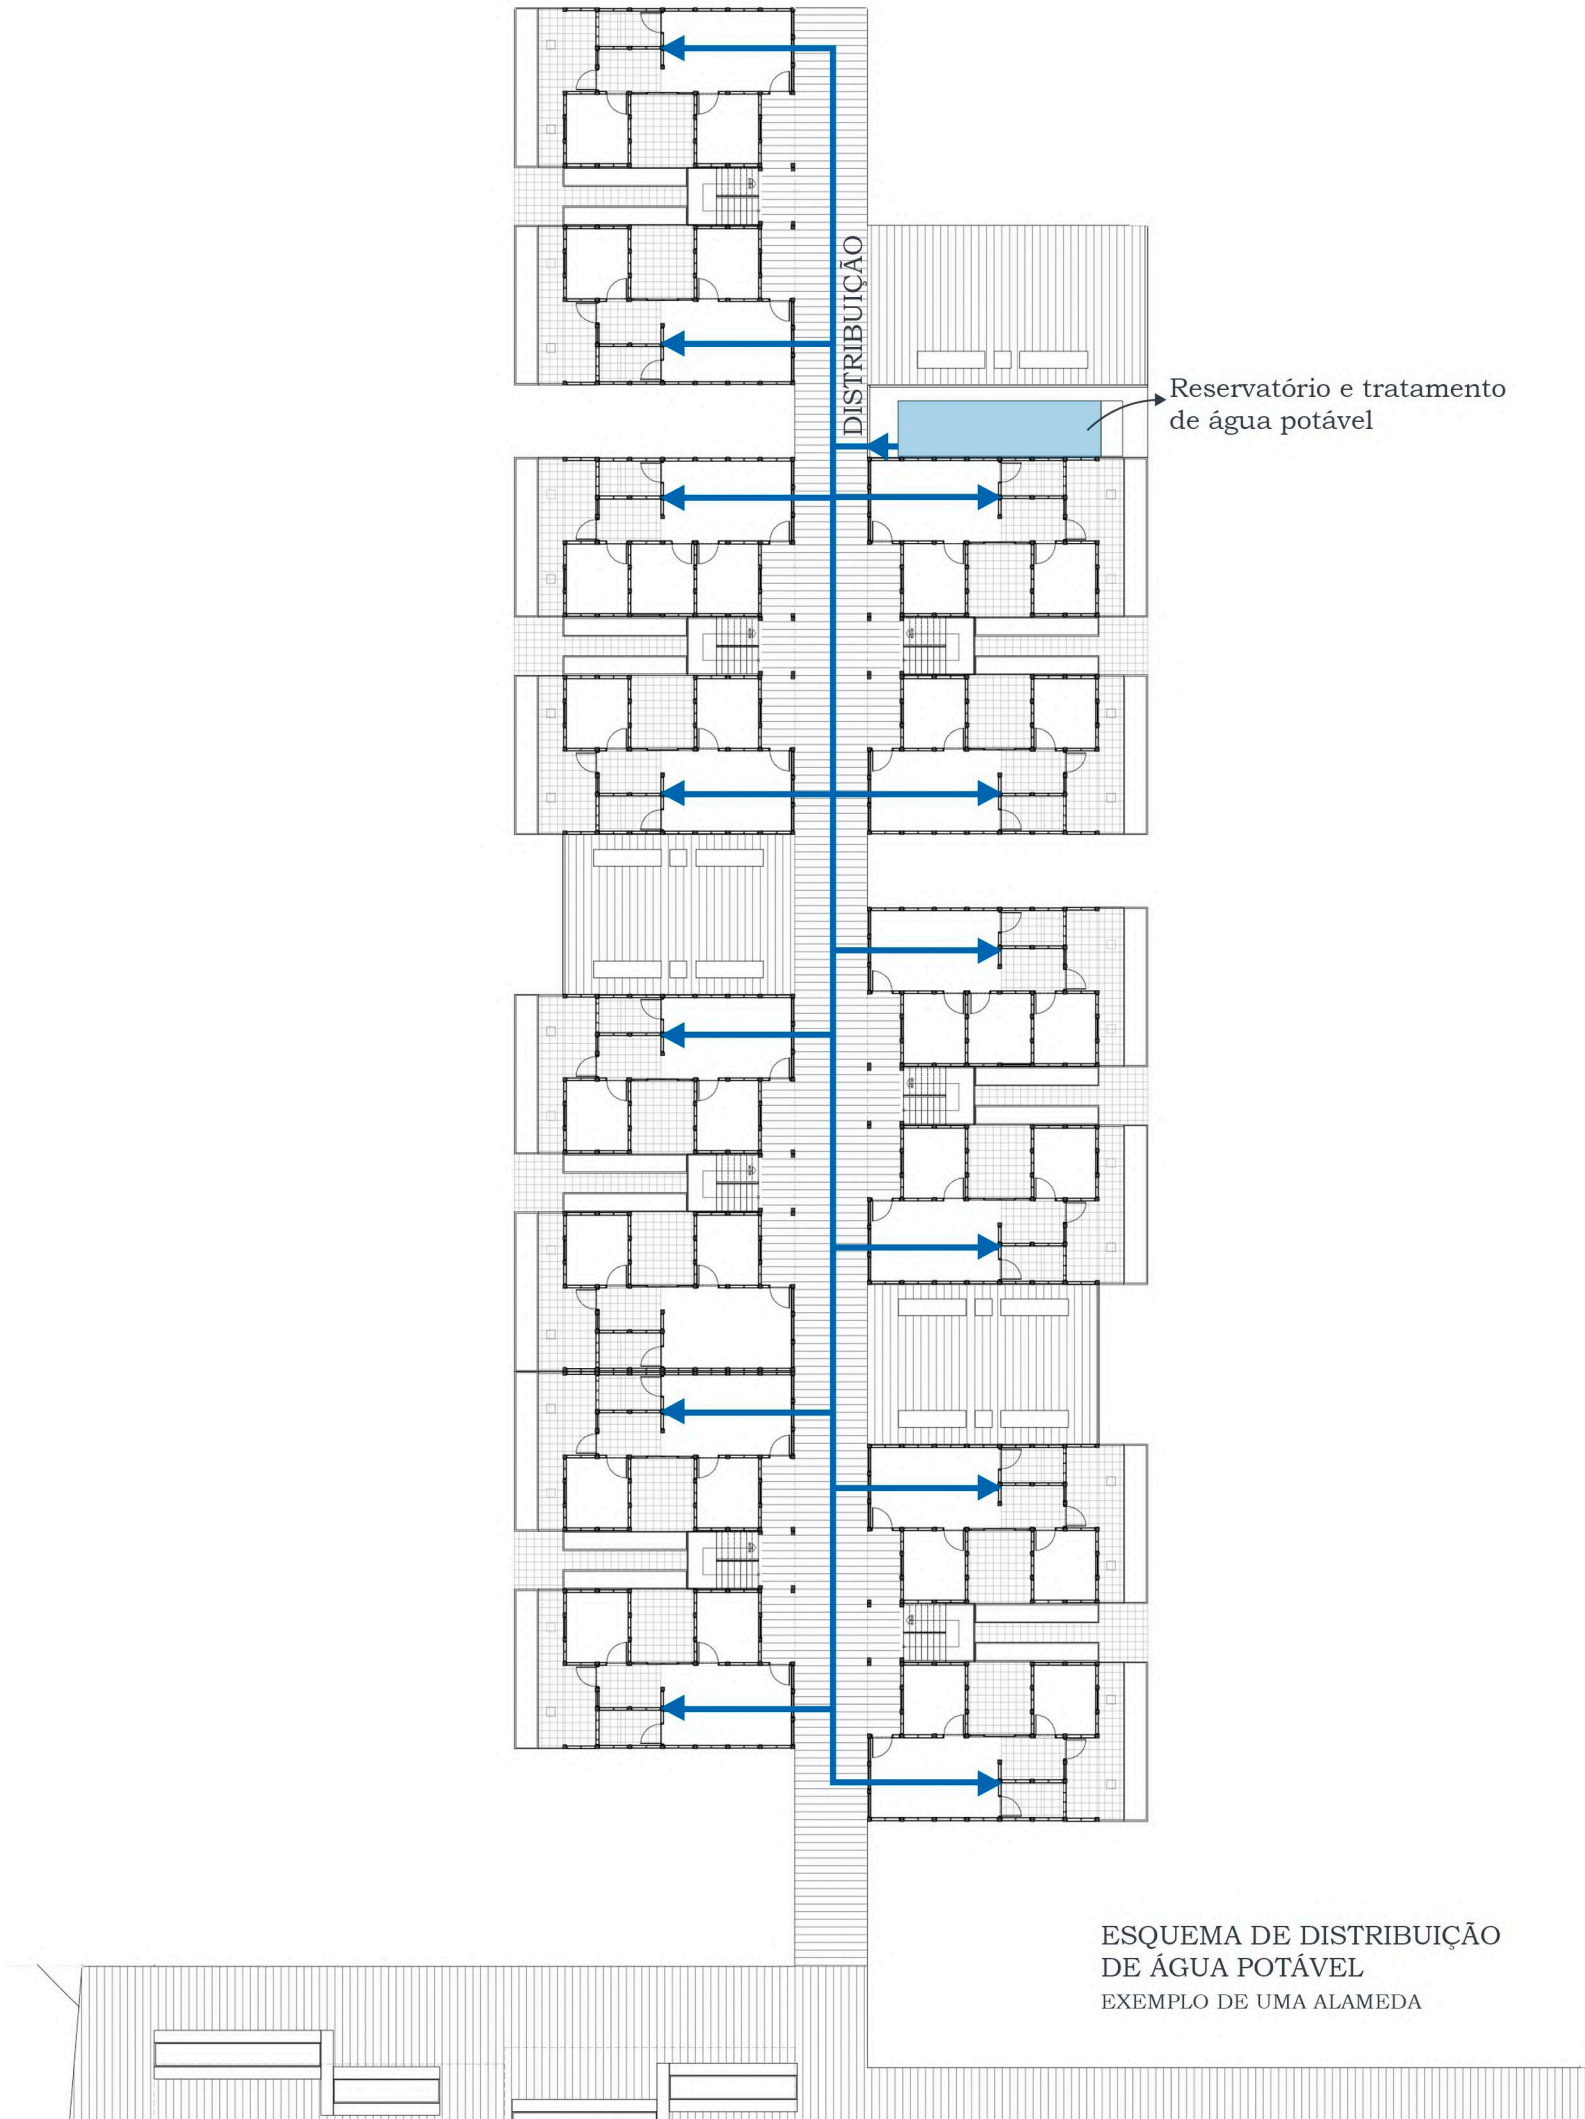 DISTRIBUIÇÃO
Reservatório e tratamento
de água potável
ESQUEMA DE DISTRIBUIÇÃO
DE ÁGUA POTÁVEL
EXEMPLO DE UMA ALAMEDA